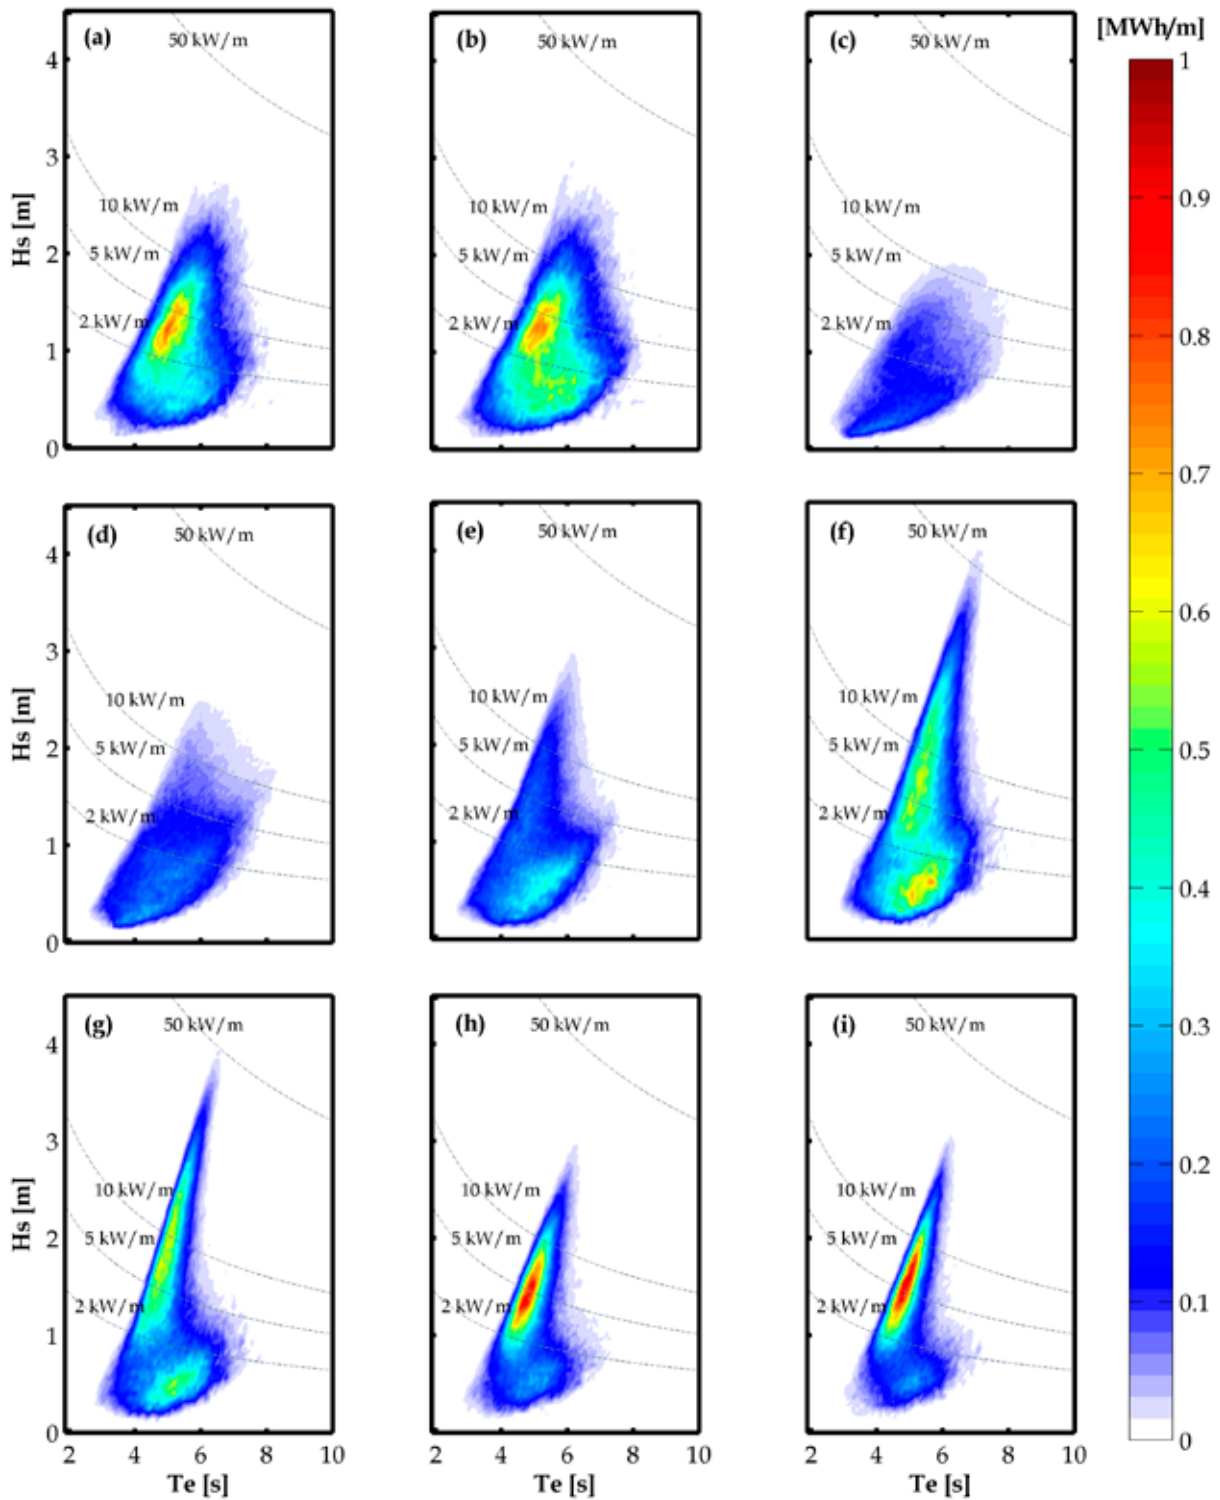 [MWh/m]
(a) 50 kW/m
(b) 50 kW/m
(c) 50 kW/m
1
4
3
2
1
0
Hs [m]
10 kW/m
5 kW/m
2 kW/m
10 kW/m
5 kW/m
2 kW/m
10 kW/m
5 kW/m
2 kW/m
0.9
0.8
0.7
0.6
0.5
0.4
0.3
0.2
0.1
0
(d) 50 kW/m
(e) 50 kW/m
(f) 50 kW/m
4
3
2
1
0
Hs [m]
10 kW/m
5 kW/m
2 kW/m
10 kW/m
5 kW/m
2 kW/m
10 kW/m
5 kW/m
2 kW/m
(g) 50 kW/m
(h) 50 kW/m
(i) 50 kW/m
4
3
2
1
0
Hs [m]
10 kW/m
5 kW/m
2 kW/m
10 kW/m
5 kW/m
2 kW/m
10 kW/m
5 kW/m
2 kW/m
2 4 6 8 10
2 4 6 8 10
2 4 6 8 10
Te [s]
Te [s]
Te [s]